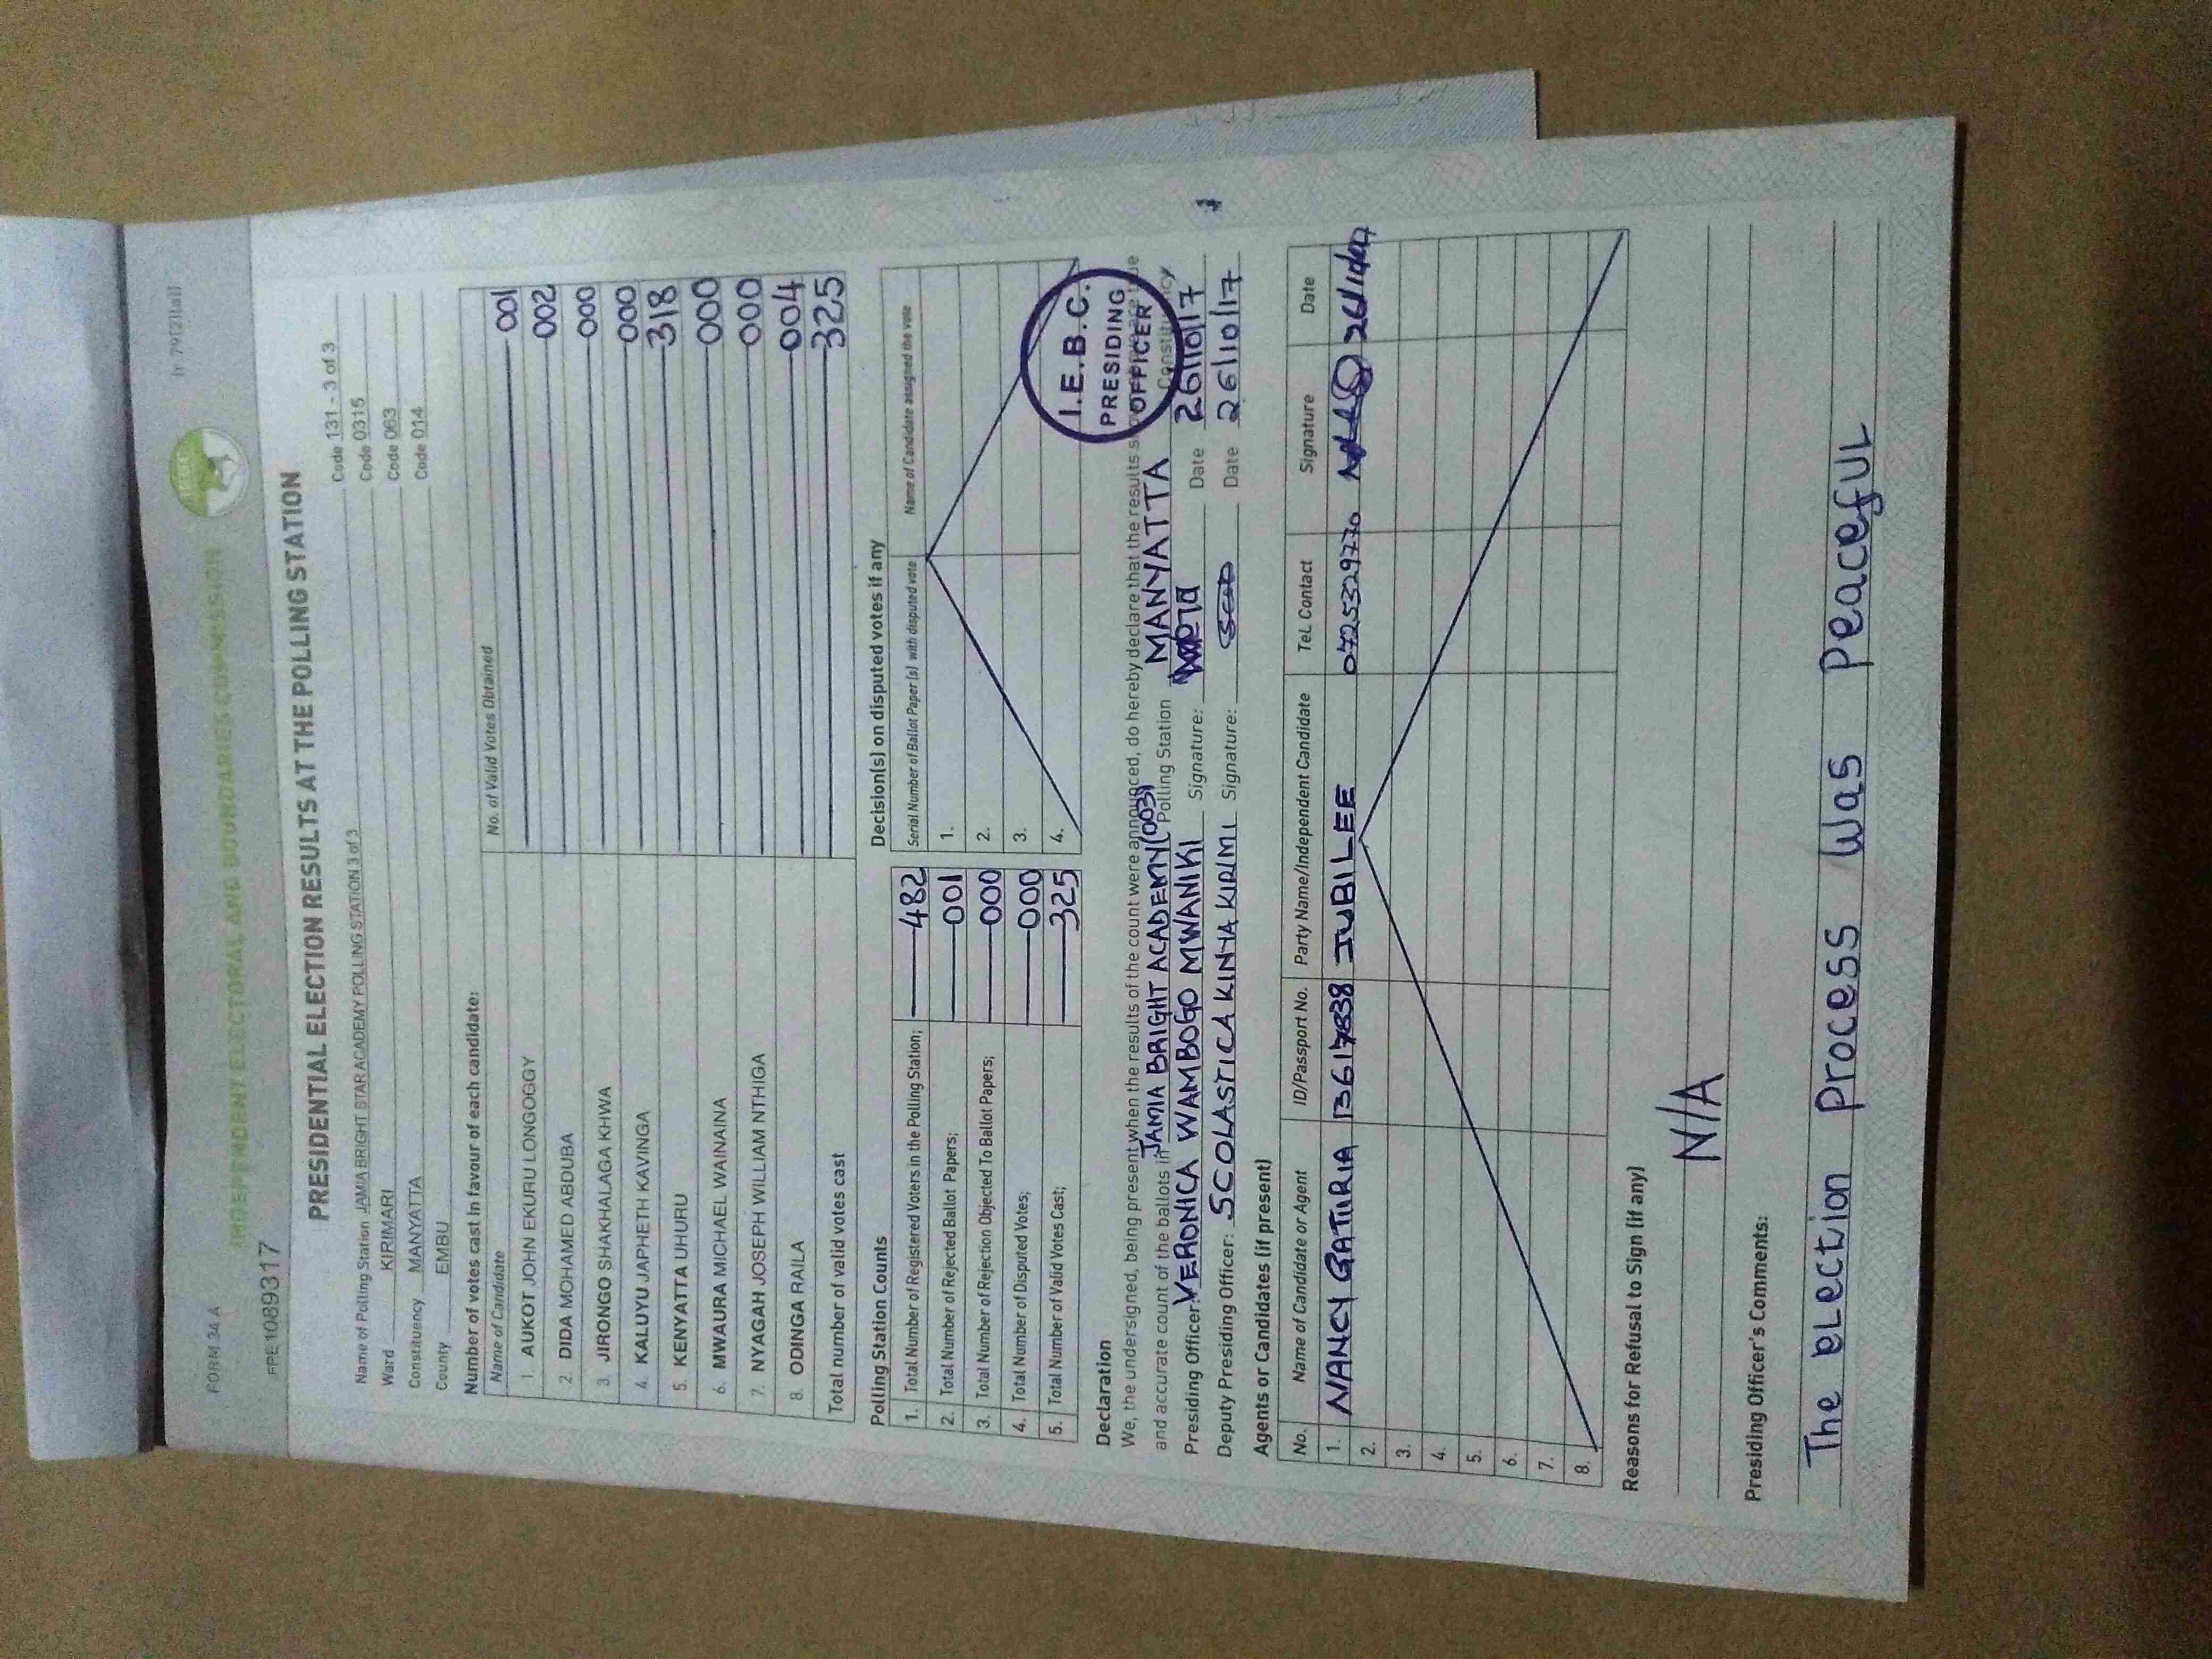 FORM 34 A
r. 79(2)(a)
INDEPENDENT ELECTORAL AND BOUNDARIES COMMISSION
FPE1089317
PRESIDENTIAL ELECTION RESULTS AT THE POLLING STATION
Name of Polling Station JAMIA BRIGHT STAR ACADEMY POLLING STATION 3 of 3 Code 131 - 3 of 3
Ward KIRIMARI Code 0315
Constituency MANYATTA Code 063
County EMBU Code 014
Number of votes cast in favour of each candidate:
Name of Candidate No. of Valid Votes Obtained
1. AUKOT JOHN EKURU LONGOGGY 001
2 DIDA MOHAMED ABDUBA 002
3. JIRONGO SHAKHALAGA KHWA 000
4. KALUYU JAPHETH KAVINGA 000
5. KENYATTA UHURU 318
6. MWAURA MICHAEL WAINAINA 000
7. NYAGAH JOSEPH WILLIAM NTHIGA 000
8. ODINGA RAILA 004
Total number of valid votes cast 325
Polling Station Counts
1. Total Number of Registered Voters in the Polling Station; 482
2. Total Number of Rejected Ballot Papers; 001
3. Total Number of Rejection Objected To Ballot Papers; 000
4. Total Number of Disputed Votes; 000
5. Total Number of Valid Votes Cast; 325
Decision(s) on disputed votes if any
Serial Number of Ballot Paper (s) with disputed vote Name of Candidate assigned the vote
1.
2.
3.
4.
I.E.B.C.
PRESIDING
OFFICER
Declaration
We, the undersigned, being present when the results of the count were announced, do hereby declare that the results
and accurate count of the ballots in JAMIA BRIGHT ACADEMY (003) Polling Station MANYATTA Constituency
Presiding Officer: VERONICA WAMBOGO MWANIKI Signature: Date 26/10/17
Deputy Presiding Officer: SCOLASTICA KINYA KIRIMI Signature: Date 26/10/17
Agents or Candidates (if present)
No. Name of Candidate or Agent ID/Passport No. Party Name/Independent Candidate Tel. Contact Signature Date
1. NANCY GATURIA 13617838 JUBILEE 0725329770
2.
3.
4.
5.
6.
7.
8.
Reasons for Refusal to Sign (if any)
N/A
Presiding Officer's Comments:
The election process was peaceful